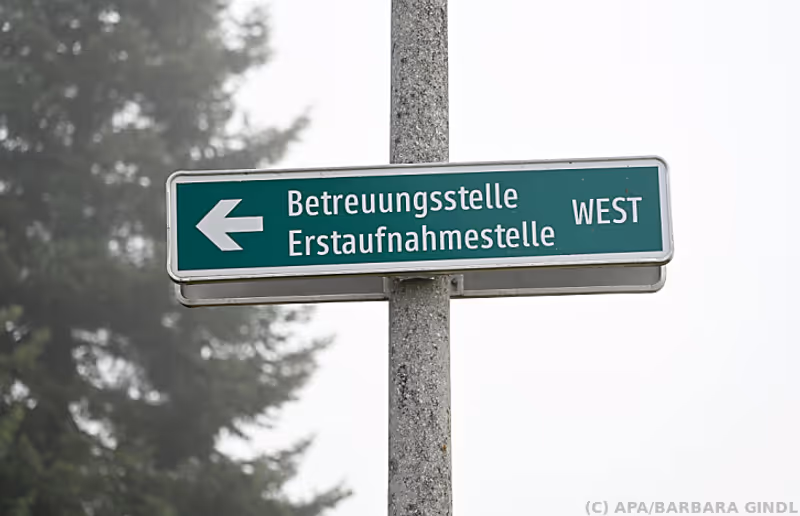 Betreuungsstelle
Erstaufnahmestelle
WEST
(C) APA/BARBARA GINDL